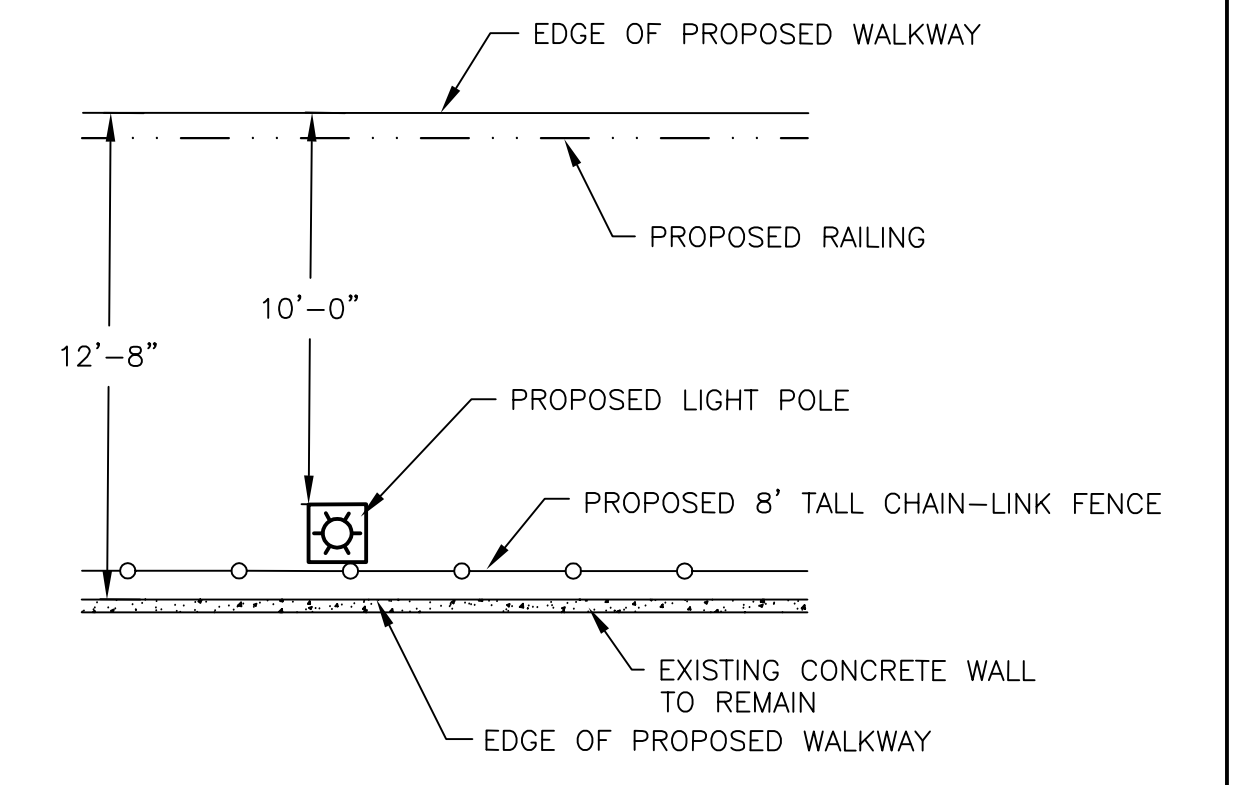 EDGE OF PROPOSED WALKWAY
PROPOSED RAILING
10'-0"
12'-8"
PROPOSED LIGHT POLE
PROPOSED 8' TALL CHAIN-LINK FENCE
EXISTING CONCRETE WALL
TO REMAIN
EDGE OF PROPOSED WALKWAY